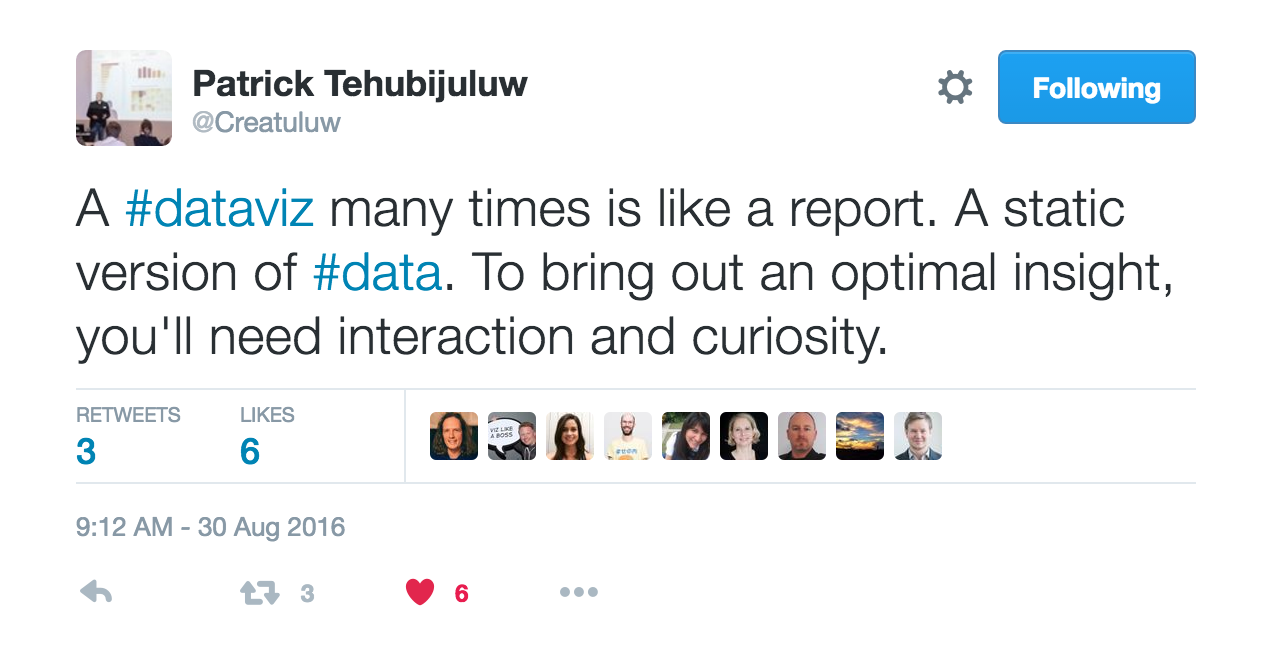 Patrick Tehubijuluw
@Creatuluw
Following
A #dataviz many times is like a report. A static
version of #data. To bring out an optimal insight,
you'll need interaction and curiosity.
RETWEETS LIKES
3 6
VIZ LIKE
A BOSS
9:12 AM - 30 Aug 2016
3 6